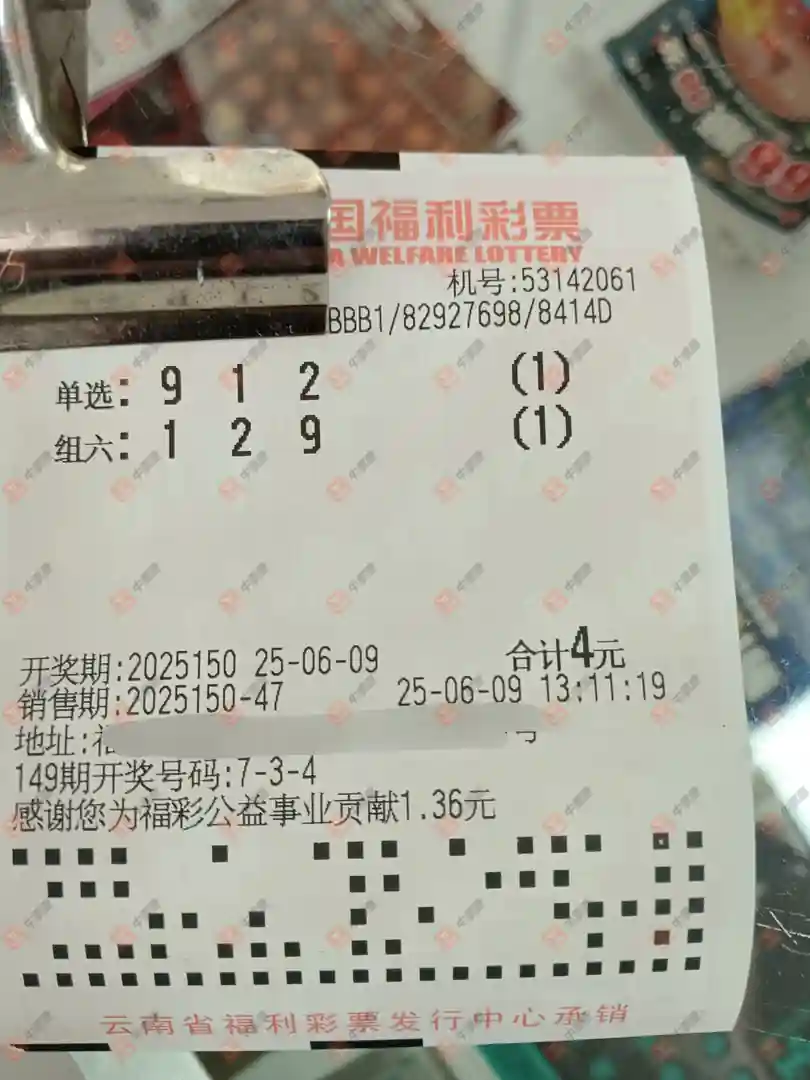 国福利彩票
A WELFARE LOTTERY
机号:53142061
BBB1/82927698/8414D
单选: 9 1 2 (1)
组六: 1 2 9 (1)
开奖期:2025150 25-06-09 合计4元
销售期:2025150-47 25-06-09 13:11:19
地址:福
149期开奖号码:7-3-4
感谢您为福彩公益事业贡献1.36元
云南省福利彩票发行中心承销